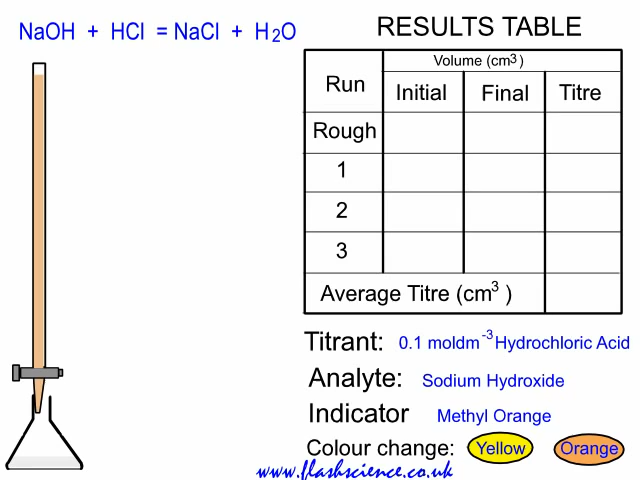 NaOH + HCl = NaCl + H₂O
RESULTS TABLE
Volume (cm³)
Run
Initial
Final
Titre
Rough
1
2
3
Average Titre (cm³)
Titrant: 0.1 moldm⁻³ Hydrochloric Acid
Analyte: Sodium Hydroxide
Indicator Methyl Orange
Colour change: Yellow Orange
www.flashscience.co.uk